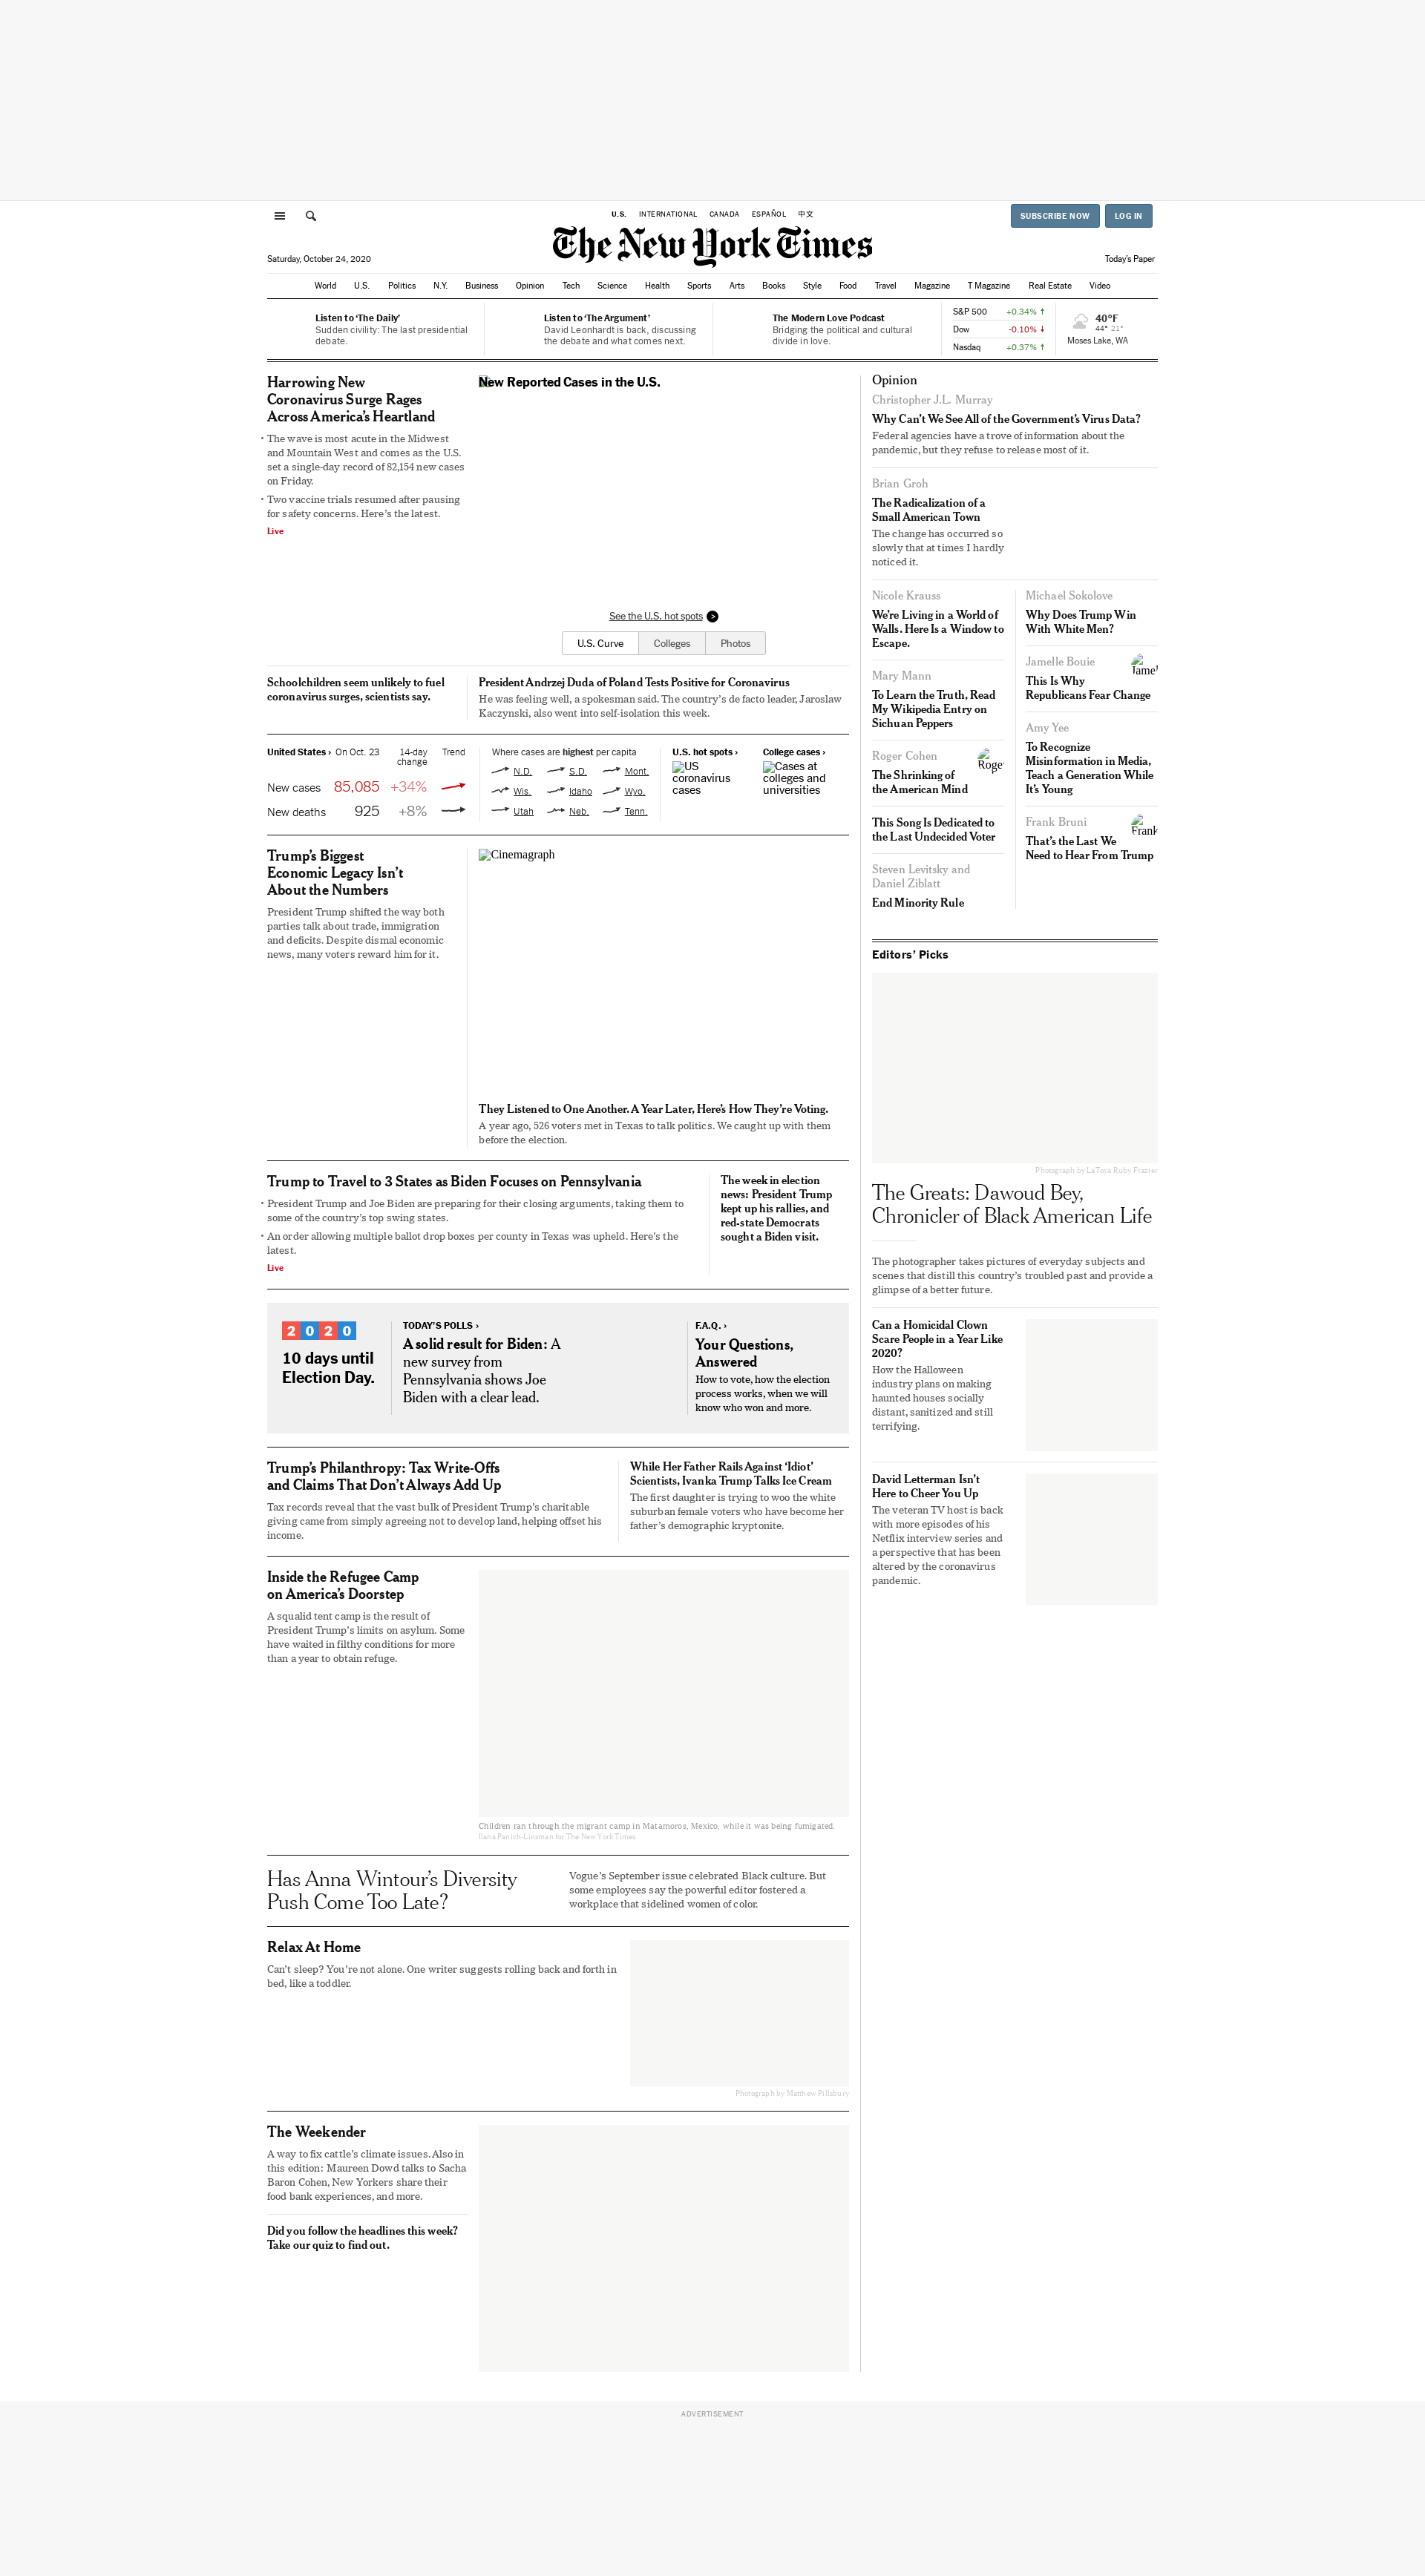 U.S. INTERNATIONAL CANADA ESPAÑOL 中文
SUBSCRIBE NOW LOG IN
The New York Times
Saturday, October 24, 2020
Today's Paper
World U.S. Politics N.Y. Business Opinion Tech Science Health Sports Arts Books Style Food Travel Magazine T Magazine Real Estate Video
Listen to ‘The Daily’
Sudden civility: The last presidential
debate.
Listen to ‘The Argument’
David Leonhardt is back, discussing
the debate and what comes next.
The Modern Love Podcast
Bridging the political and cultural
divide in love.
S&P 500 +0.34% ↑
Dow -0.10% ↓
Nasdaq +0.37% ↑
40°F
44° 21°
Moses Lake, WA
Harrowing New
Coronavirus Surge Rages
Across America’s Heartland
• The wave is most acute in the Midwest
and Mountain West and comes as the U.S.
set a single-day record of 82,154 new cases
on Friday.
• Two vaccine trials resumed after pausing
for safety concerns. Here’s the latest.
Live
New Reported Cases in the U.S.
See the U.S. hot spots >
U.S. Curve Colleges Photos
Schoolchildren seem unlikely to fuel
coronavirus surges, scientists say.
President Andrzej Duda of Poland Tests Positive for Coronavirus
He was feeling well, a spokesman said. The country’s de facto leader, Jaroslaw
Kaczynski, also went into self-isolation this week.
United States › On Oct. 23 14-day
change Trend
New cases 85,085 +34%
New deaths 925 +8%
Where cases are highest per capita
N.D. S.D. Mont.
Wis. Idaho Wyo.
Utah Neb. Tenn.
U.S. hot spots ›
US
coronavirus
cases
College cases ›
Cases at
colleges and
universities
Trump’s Biggest
Economic Legacy Isn’t
About the Numbers
President Trump shifted the way both
parties talk about trade, immigration
and deficits. Despite dismal economic
news, many voters reward him for it.
Cinemagraph
They Listened to One Another. A Year Later, Here’s How They’re Voting.
A year ago, 526 voters met in Texas to talk politics. We caught up with them
before the election.
Trump to Travel to 3 States as Biden Focuses on Pennsylvania
• President Trump and Joe Biden are preparing for their closing arguments, taking them to
some of the country’s top swing states.
• An order allowing multiple ballot drop boxes per county in Texas was upheld. Here’s the
latest.
Live
The week in election
news: President Trump
kept up his rallies, and
red-state Democrats
sought a Biden visit.
2020
10 days until
Election Day.
TODAY’S POLLS ›
A solid result for Biden: A
new survey from
Pennsylvania shows Joe
Biden with a clear lead.
F.A.Q. ›
Your Questions,
Answered
How to vote, how the election
process works, when we will
know who won and more.
Trump’s Philanthropy: Tax Write-Offs
and Claims That Don’t Always Add Up
Tax records reveal that the vast bulk of President Trump’s charitable
giving came from simply agreeing not to develop land, helping offset his
income.
While Her Father Rails Against ‘Idiot’
Scientists, Ivanka Trump Talks Ice Cream
The first daughter is trying to woo the white
suburban female voters who have become her
father’s demographic kryptonite.
Inside the Refugee Camp
on America’s Doorstep
A squalid tent camp is the result of
President Trump’s limits on asylum. Some
have waited in filthy conditions for more
than a year to obtain refuge.
Children ran through the migrant camp in Matamoros, Mexico, while it was being fumigated.
Ilana Panich-Linsman for The New York Times
Has Anna Wintour’s Diversity
Push Come Too Late?
Vogue’s September issue celebrated Black culture. But
some employees say the powerful editor fostered a
workplace that sidelined women of color.
Relax At Home
Can’t sleep? You’re not alone. One writer suggests rolling back and forth in
bed, like a toddler.
Photograph by Matthew Pillsbury
The Weekender
A way to fix cattle’s climate issues. Also in
this edition: Maureen Dowd talks to Sacha
Baron Cohen, New Yorkers share their
food bank experiences, and more.
Did you follow the headlines this week?
Take our quiz to find out.
Opinion
Christopher J.L. Murray
Why Can’t We See All of the Government’s Virus Data?
Federal agencies have a trove of information about the
pandemic, but they refuse to release most of it.
Brian Groh
The Radicalization of a
Small American Town
The change has occurred so
slowly that at times I hardly
noticed it.
Nicole Krauss
We’re Living in a World of
Walls. Here Is a Window to
Escape.
Mary Mann
To Learn the Truth, Read
My Wikipedia Entry on
Sichuan Peppers
Roger Cohen
Roger
The Shrinking of
the American Mind
This Song Is Dedicated to
the Last Undecided Voter
Steven Levitsky and
Daniel Ziblatt
End Minority Rule
Michael Sokolove
Why Does Trump Win
With White Men?
Jamelle Bouie
Jamel
This Is Why
Republicans Fear Change
Amy Yee
To Recognize
Misinformation in Media,
Teach a Generation While
It’s Young
Frank Bruni
Frank
That’s the Last We
Need to Hear From Trump
Editors’ Picks
Photograph by LaToya Ruby Frazier
The Greats: Dawoud Bey,
Chronicler of Black American Life
The photographer takes pictures of everyday subjects and
scenes that distill this country’s troubled past and provide a
glimpse of a better future.
Can a Homicidal Clown
Scare People in a Year Like
2020?
How the Halloween
industry plans on making
haunted houses socially
distant, sanitized and still
terrifying.
David Letterman Isn’t
Here to Cheer You Up
The veteran TV host is back
with more episodes of his
Netflix interview series and
a perspective that has been
altered by the coronavirus
pandemic.
ADVERTISEMENT